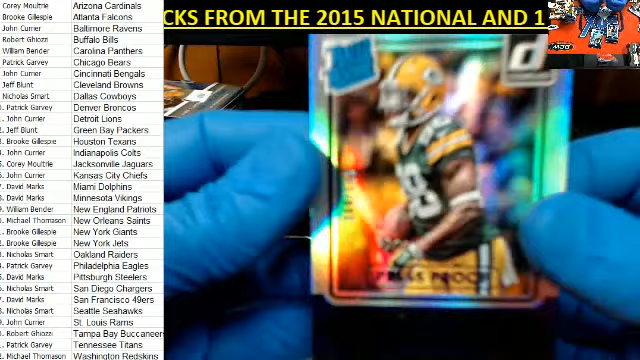 CKS FROM THE 2015 NATIONAL AND 1
Corey Moultrie Arizona Cardinals
Brooke Gillespie Atlanta Falcons
John Currier Baltimore Ravens
Robert Ghiozzi Buffalo Bills
William Bender Carolina Panthers
Patrick Garvey Chicago Bears
John Currier Cincinnati Bengals
Jeff Blunt Cleveland Browns
Nicholas Smart Dallas Cowboys
Patrick Garvey Denver Broncos
John Currier Detroit Lions
Jeff Blunt Green Bay Packers
Brooke Gillespie Houston Texans
John Currier Indianapolis Colts
Corey Moultrie Jacksonville Jaguars
John Currier Kansas City Chiefs
David Marks Miami Dolphins
David Marks Minnesota Vikings
William Bender New England Patriots
Michael Thomason New Orleans Saints
Brooke Gillespie New York Giants
Brooke Gillespie New York Jets
Nicholas Smart Oakland Raiders
Patrick Garvey Philadelphia Eagles
David Marks Pittsburgh Steelers
Nicholas Smart San Diego Chargers
David Marks San Francisco 49ers
Nicholas Smart Seattle Seahawks
John Currier St. Louis Rams
Robert Ghiozzi Tampa Bay Buccaneers
Patrick Garvey Tennessee Titans
Michael Thomason Washington Redskins
d
PRESS PROOF